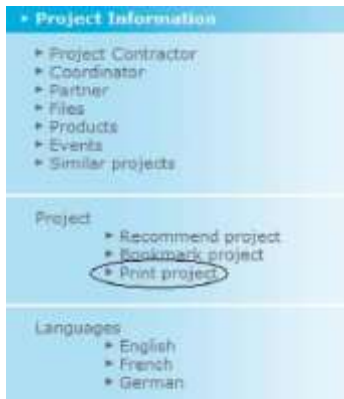 Project Information
Project Contractor
Coordinator
Partner
Files
Products
Events
Similar projects
Project
Recommend project
Bookmark project
Print project
Languages
English
French
German